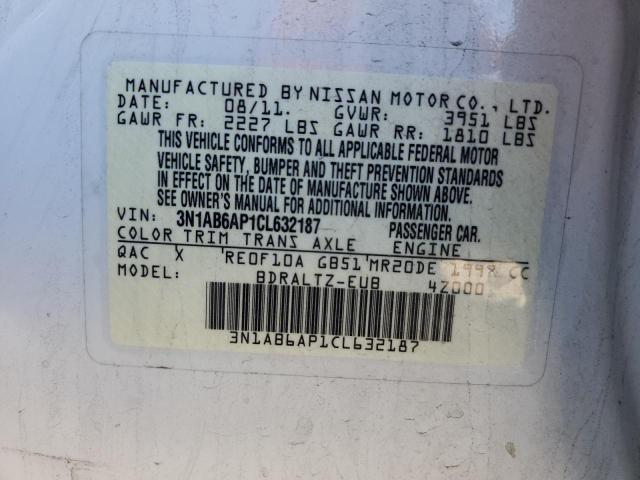 MANUFACTURED BY NISSAN MOTOR CO., LTD.
DATE: 08/11. GVWR: 3951 LBS
GAWR FR: 2227 LBS GAWR RR: 1810 LBS
THIS VEHICLE CONFORMS TO ALL APPLICABLE FEDERAL MOTOR
VEHICLE SAFETY, BUMPER AND THEFT PREVENTION STANDARDS
IN EFFECT ON THE DATE OF MANUFACTURE SHOWN ABOVE.
SEE OWNER'S MANUAL FOR ADDITIONAL INFORMATION.
VIN: 3N1AB6AP1CL632187 PASSENGER CAR.
COLOR TRIM TRANS AXLE ENGINE
QAC X RE0F10A GB51 MR20DE 1998 CC
MODEL: BDRALTZ-EUB 4Z000
3N1AB6AP1CL632187